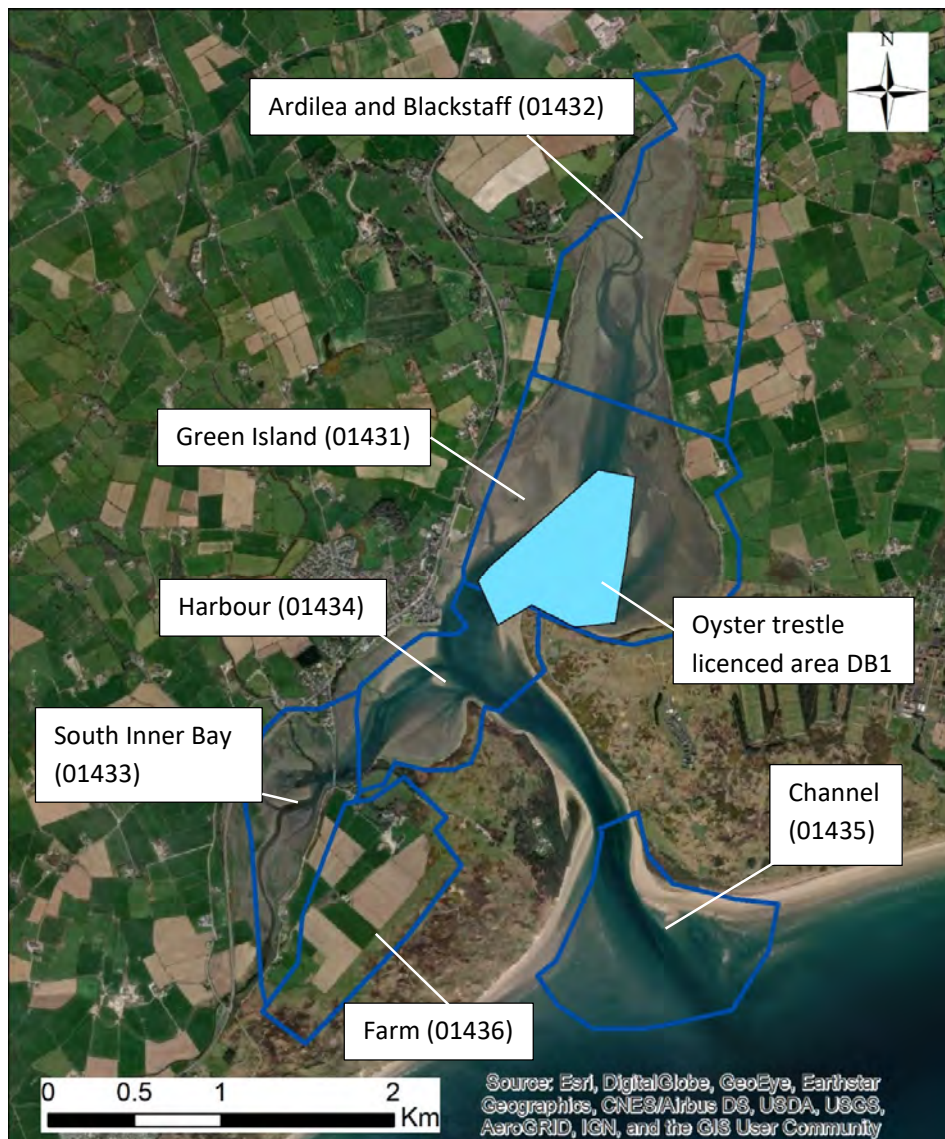 N
Ardilea and Blackstaff (01432)
Green Island (01431)
Harbour (01434)
Oyster trestle
licenced area DB1
South Inner Bay
(01433)
Channel
(01435)
Farm (01436)
0 0.5 1 2
Km
Source: Esri, DigitalGlobe, GeoEye, Earthstar
Geographics, CNES/Airbus DS, USDA, USGS,
AeroGRID, IGN, and the GIS User Community